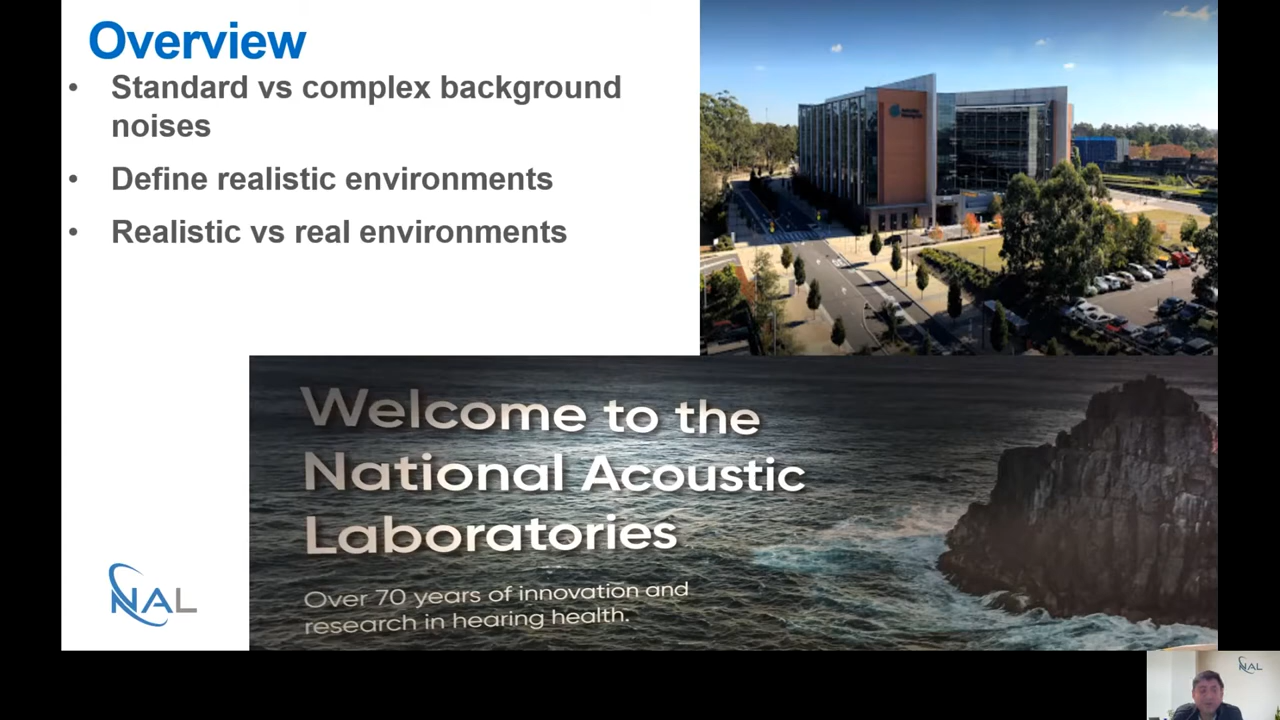 Overview
• Standard vs complex background
noises
• Define realistic environments
• Realistic vs real environments
Welcome to the
National Acoustic
Laboratories
Over 70 years of innovation and
research in hearing health.
NAL
NAL